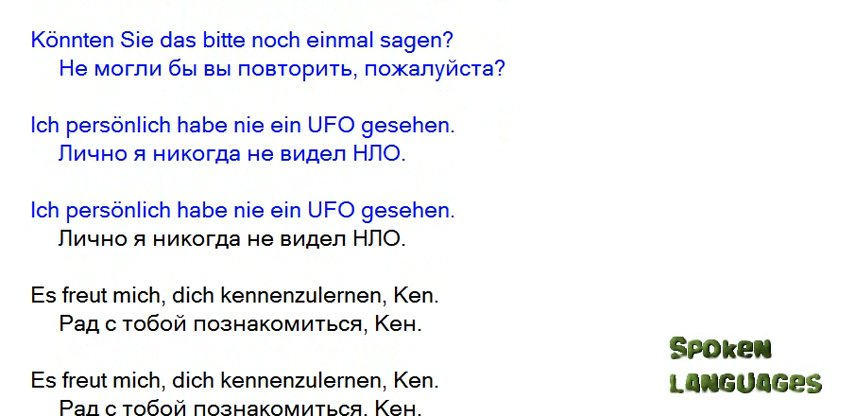 Könnten Sie das bitte noch einmal sagen?
Не могли бы вы повторить, пожалуйста?
Ich persönlich habe nie ein UFO gesehen.
Лично я никогда не видел НЛО.
Ich persönlich habe nie ein UFO gesehen.
Лично я никогда не видел НЛО.
Es freut mich, dich kennenzulernen, Ken.
Рад с тобой познакомиться, Кен.
Es freut mich, dich kennenzulernen, Ken.
Рад с тобой познакомиться, Кен.
Spoken
Languages